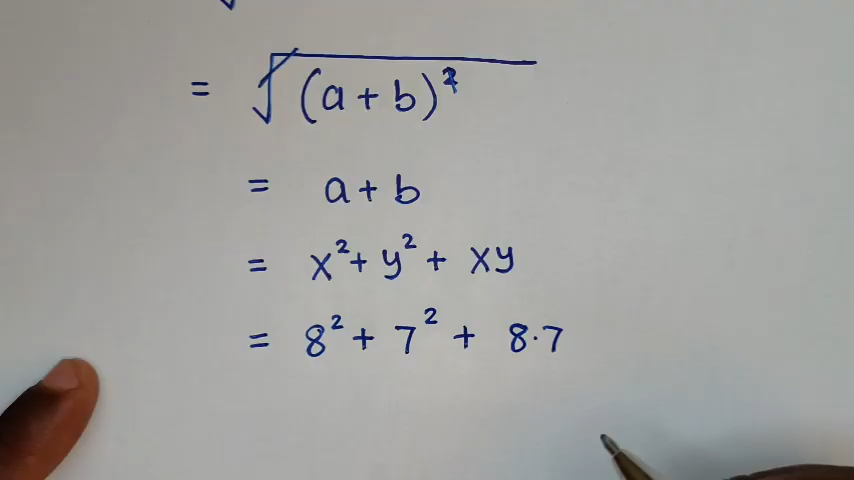 = √(a + b)²
= a + b
= x² + y² + xy
= 8² + 7² + 8·7